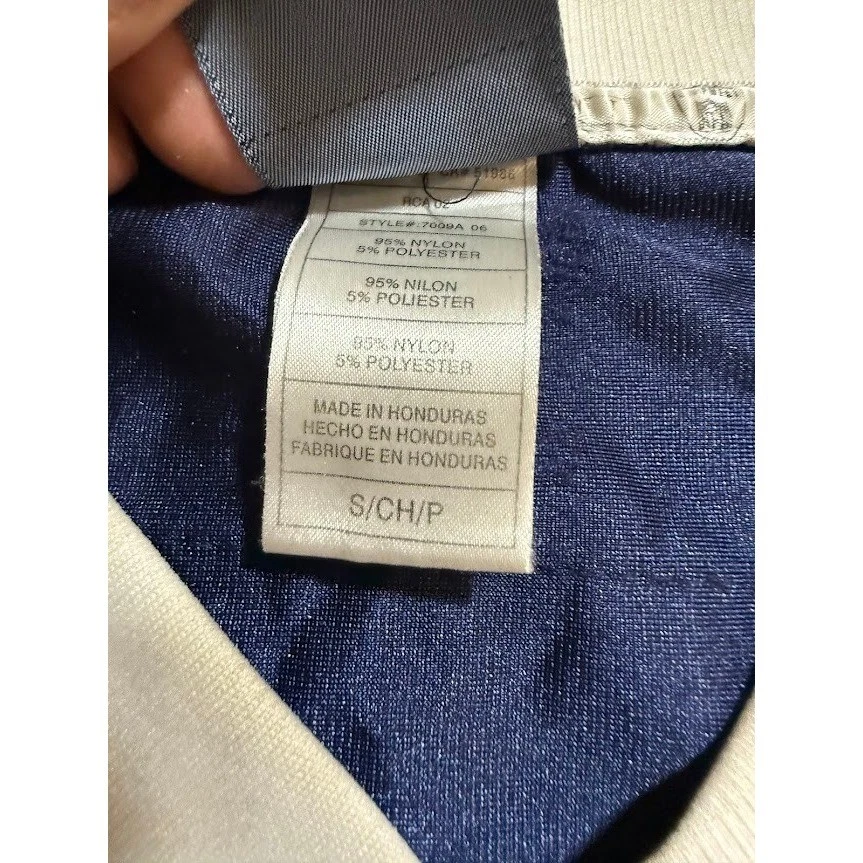 RCA 02
STYLE#:7009A 06
95% NYLON
5% POLYESTER
95% NILON
5% POLIESTER
95% NYLON
5% POLYESTER
MADE IN HONDURAS
HECHO EN HONDURAS
FABRIQUE EN HONDURAS
S/CH/P